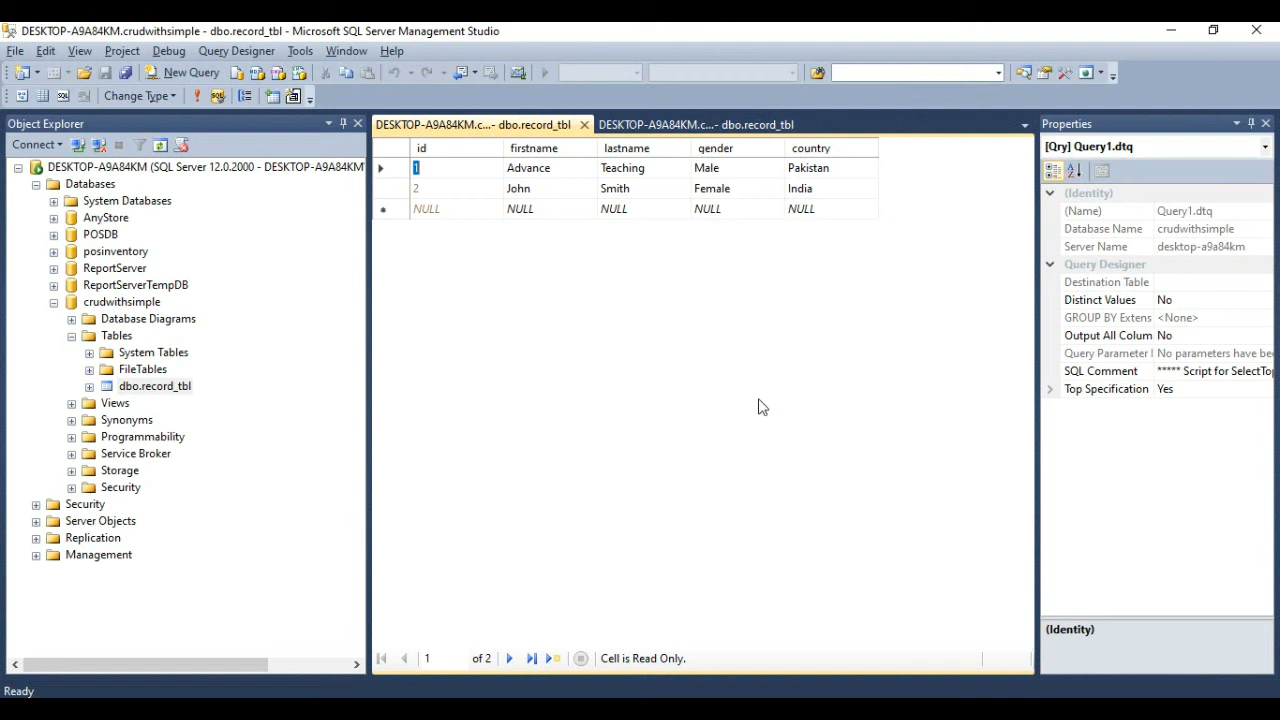 DESKTOP-A9A84KM.crudwithsimple - dbo.record_tbl - Microsoft SQL Server Management Studio
File Edit View Project Debug Query Designer Tools Window Help
New Query
Change Type
Object Explorer
Connect
DESKTOP-A9A84KM (SQL Server 12.0.2000 - DESKTOP-A9A84KM
Databases
System Databases
AnyStore
POSDB
posinventory
ReportServer
ReportServerTempDB
crudwithsimple
Database Diagrams
Tables
System Tables
FileTables
dbo.record_tbl
Views
Synonyms
Programmability
Service Broker
Storage
Security
Security
Server Objects
Replication
Management
DESKTOP-A9A84KM.c...- dbo.record_tbl DESKTOP-A9A84KM.c...- dbo.record_tbl
id firstname lastname gender country
1 Advance Teaching Male Pakistan
2 John Smith Female India
NULL NULL NULL NULL NULL
1 of 2 Cell is Read Only.
Properties
[Qry] Query1.dtq
(Identity)
(Name) Query1.dtq
Database Name crudwithsimple
Server Name desktop-a9a84km
Query Designer
Destination Table
Distinct Values No
GROUP BY Extens <None>
Output All Colum No
Query Parameter No parameters have be
SQL Comment ***** Script for SelectTop
Top Specification Yes
(Identity)
Ready